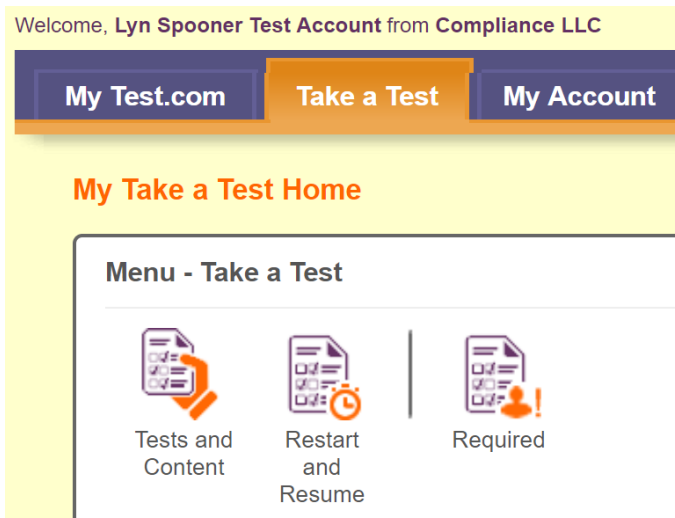 Welcome, Lyn Spooner Test Account from Compliance LLC
My Test.com Take a Test My Account
My Take a Test Home
Menu - Take a Test
Tests and
Content
Restart
and
Resume
Required